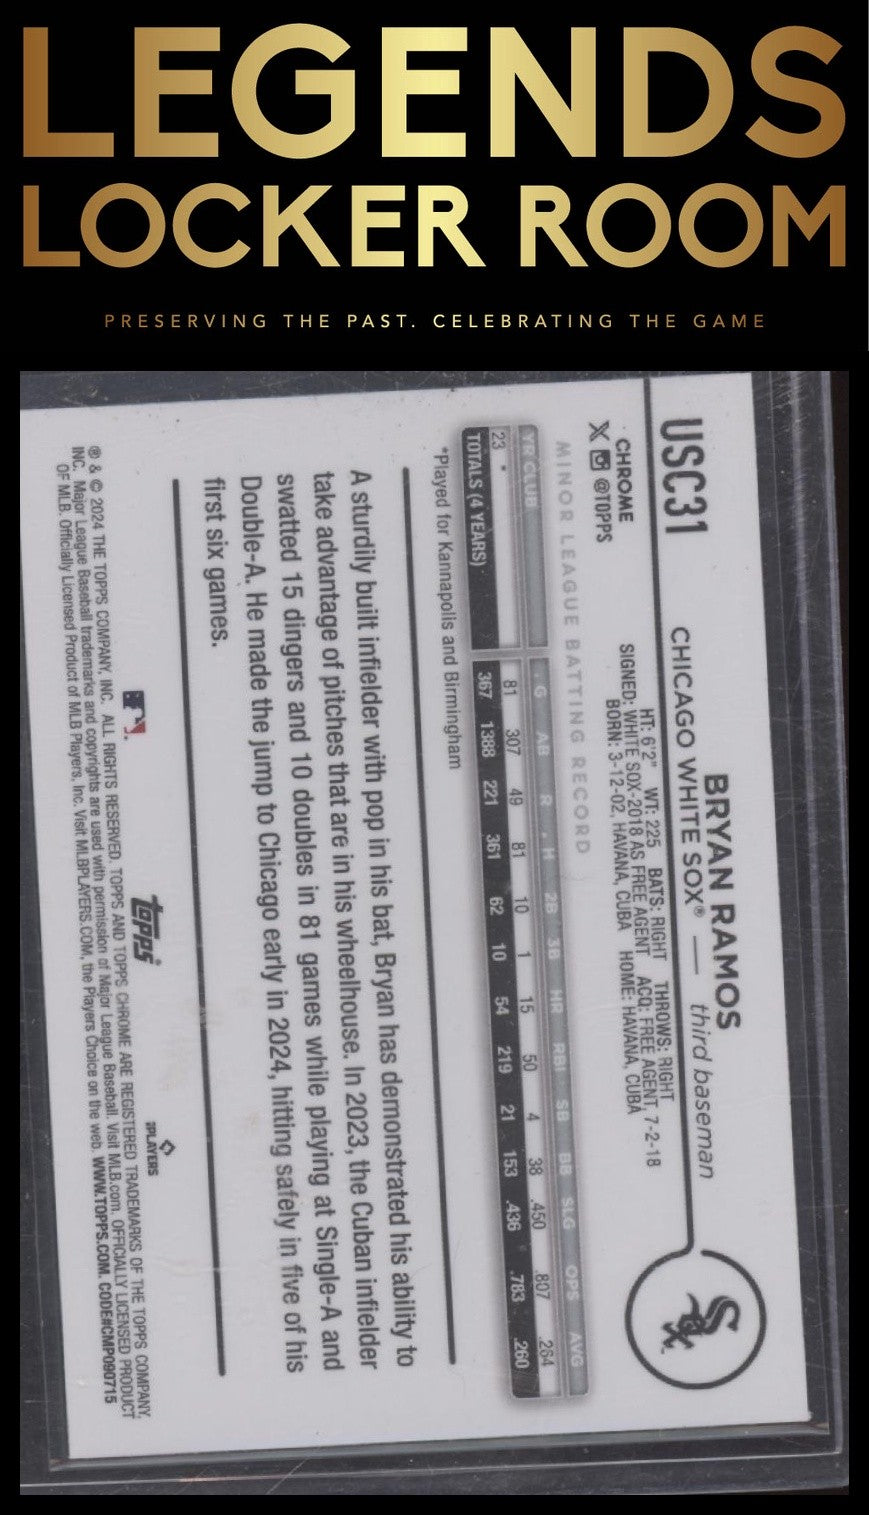 LEGENDS
LOCKER ROOM
PRESERVING THE PAST. CELEBRATING THE GAME
USC31
BRYAN RAMOS
CHICAGO WHITE SOX® — third baseman
CHROME
X @TOPPS
HT: 6'2" WT: 225 BATS: RIGHT THROWS: RIGHT
SIGNED: WHITE SOX-2018 AS FREE AGENT ACQ: FREE AGENT, 7-2-18
BORN: 3-12-02, HAVANA, CUBA HOME: HAVANA, CUBA
MINOR LEAGUE BATTING RECORD
YR CLUB G AB R H 2B 3B HR RBI SB BB SLG OPS AVG
23 * 81 307 49 81 10 1 15 50 4 38 .450 .807 .264
TOTALS (4 YEARS) 367 1388 221 361 62 10 54 219 21 153 .436 .783 .260
*Played for Kannapolis and Birmingham
A sturdily built infielder with pop in his bat, Bryan has demonstrated his ability to
take advantage of pitches that are in his wheelhouse. In 2023, the Cuban infielder
swatted 15 dingers and 10 doubles in 81 games while playing at Single-A and
Double-A. He made the jump to Chicago early in 2024, hitting safely in five of his
first six games.
topps®
PLAYERS
® & © 2024 THE TOPPS COMPANY, INC. ALL RIGHTS RESERVED. TOPPS AND TOPPS CHROME ARE REGISTERED TRADEMARKS OF THE TOPPS COMPANY,
INC. Major League Baseball trademarks and copyrights are used with permission of Major League Baseball. Visit MLB.com. OFFICIALLY LICENSED PRODUCT
OF MLB. Officially Licensed Product of MLB Players, Inc. Visit MLBPLAYERS.COM, the Players Choice on the web. WWW.TOPPS.COM. CODE#CMP090715